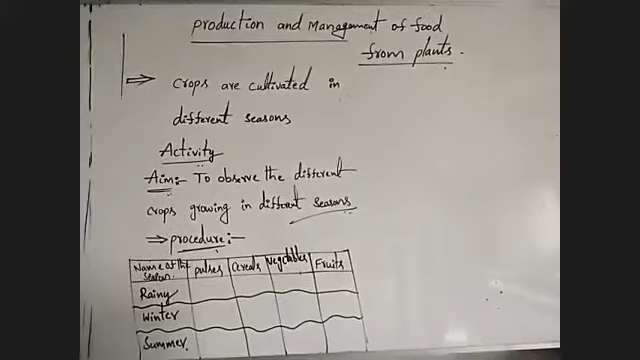 production and Management of food
from plants.
⇒ crops are cultivated in
different seasons
Activity
Aim:- To observe the different
crops growing in different seasons
⇒ procedure:-
Name of the season. pulses cereals vegetables Fruits
Rainy
Winter
Summer